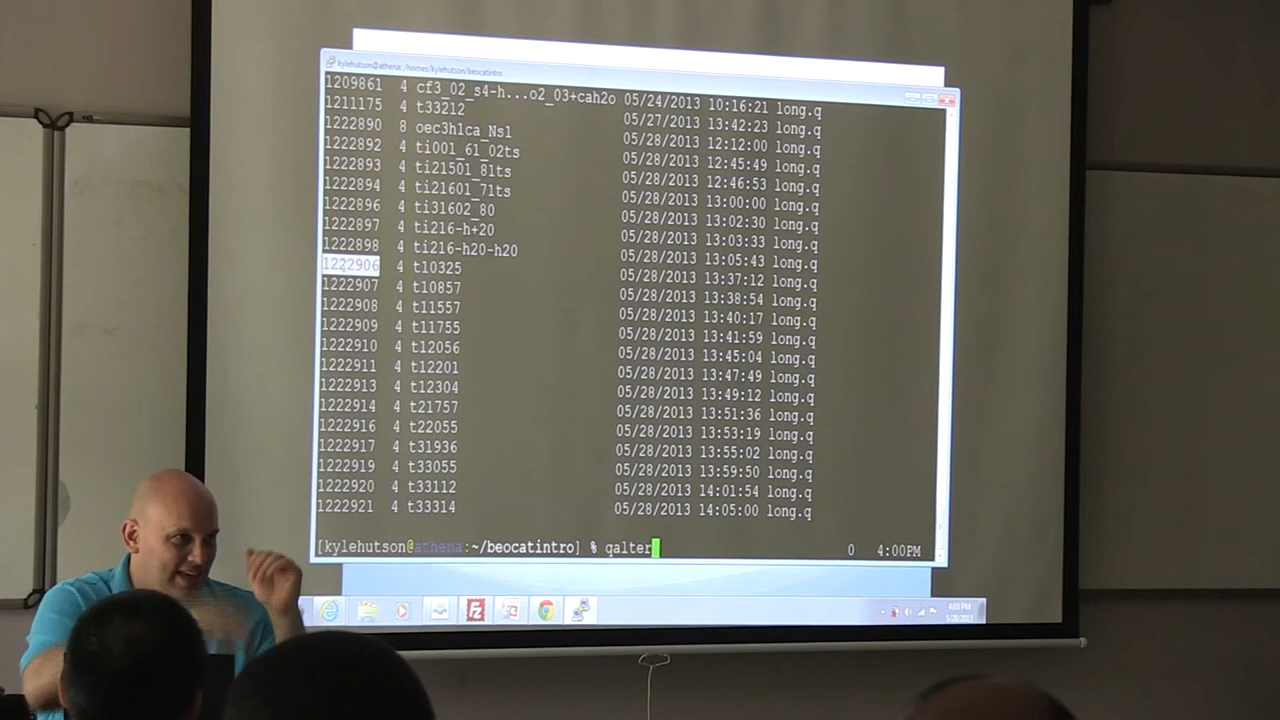 kylehutson@athena: /homes/kylehutson/beocatintro
1209861 4 cf3_02_s4-h...o2_03+cah2o 05/24/2013 10:16:21 long.q
1211175 4 t33212 05/27/2013 13:42:23 long.q
1222890 8 oec3h1ca_Ns1 05/28/2013 12:12:00 long.q
1222892 4 ti001_61_02ts 05/28/2013 12:45:49 long.q
1222893 4 ti21501_81ts 05/28/2013 12:46:53 long.q
1222894 4 ti21601_71ts 05/28/2013 13:00:00 long.q
1222896 4 ti31602_80 05/28/2013 13:02:30 long.q
1222897 4 ti216-h+20 05/28/2013 13:03:33 long.q
1222898 4 ti216-h20-h20 05/28/2013 13:05:43 long.q
1222906 4 t10325 05/28/2013 13:37:12 long.q
1222907 4 t10857 05/28/2013 13:38:54 long.q
1222908 4 t11557 05/28/2013 13:40:17 long.q
1222909 4 t11755 05/28/2013 13:41:59 long.q
1222910 4 t12056 05/28/2013 13:45:04 long.q
1222911 4 t12201 05/28/2013 13:47:49 long.q
1222913 4 t12304 05/28/2013 13:49:12 long.q
1222914 4 t21757 05/28/2013 13:51:36 long.q
1222916 4 t22055 05/28/2013 13:53:19 long.q
1222917 4 t31936 05/28/2013 13:55:02 long.q
1222919 4 t33055 05/28/2013 13:59:50 long.q
1222920 4 t33112 05/28/2013 14:01:54 long.q
1222921 4 t33314 05/28/2013 14:05:00 long.q
[kylehutson@athena:~/beocatintro] % qalter 0 4:00PM
Fz
4:03 PM
5/28/2013